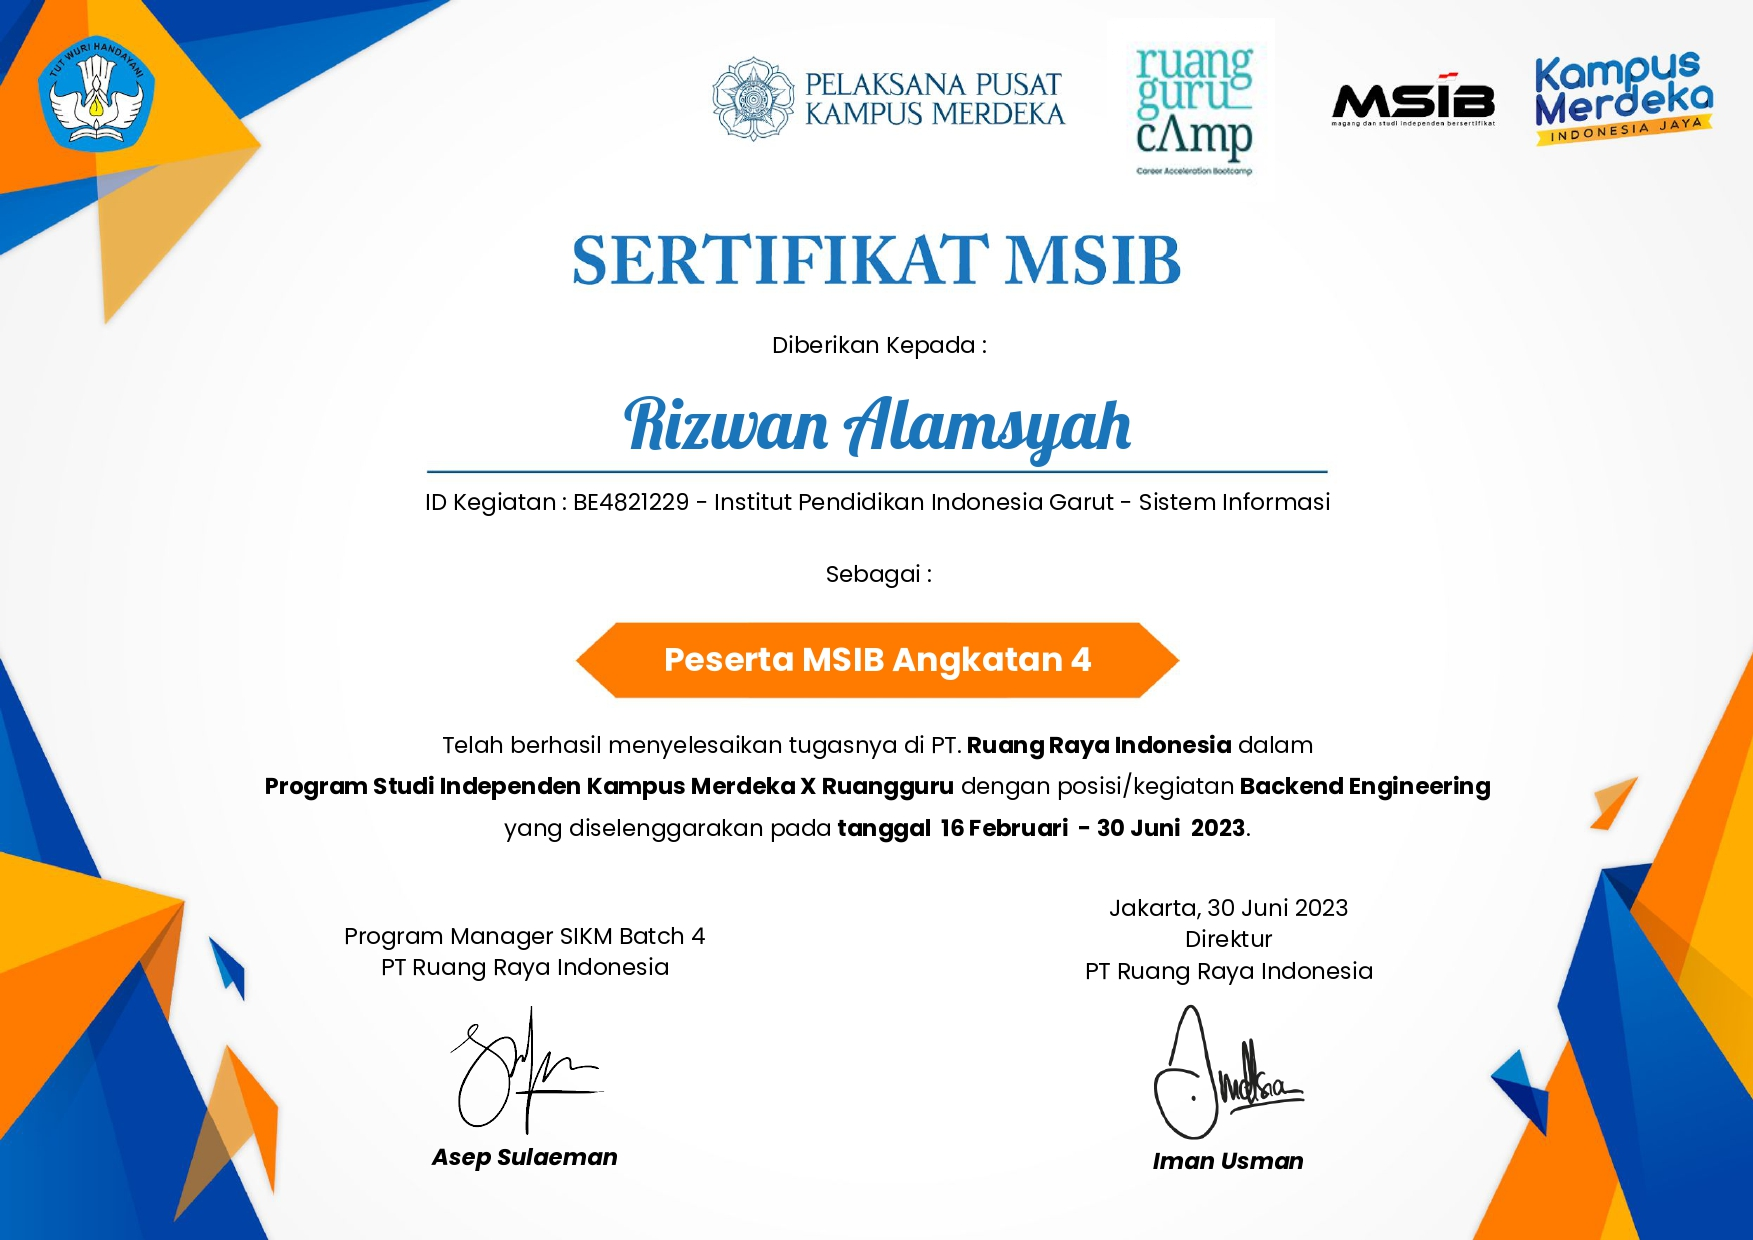 TUT WURI HANDAYANI
PELAKSANA PUSAT
KAMPUS MERDEKA
ruang
guru
cAmp
Career Acceleration Bootcamp
MSIB
magang dan studi independen bersertifikat
Kampus
Merdeka
INDONESIA JAYA
SERTIFIKAT MSIB
Diberikan Kepada :
Rizwan Alamsyah
ID Kegiatan : BE4821229 - Institut Pendidikan Indonesia Garut - Sistem Informasi
Sebagai :
Peserta MSIB Angkatan 4
Telah berhasil menyelesaikan tugasnya di PT. Ruang Raya Indonesia dalam
Program Studi Independen Kampus Merdeka X Ruangguru dengan posisi/kegiatan Backend Engineering
yang diselenggarakan pada tanggal 16 Februari - 30 Juni 2023.
Program Manager SIKM Batch 4
PT Ruang Raya Indonesia
Asep Sulaeman
Jakarta, 30 Juni 2023
Direktur
PT Ruang Raya Indonesia
Iman Usman